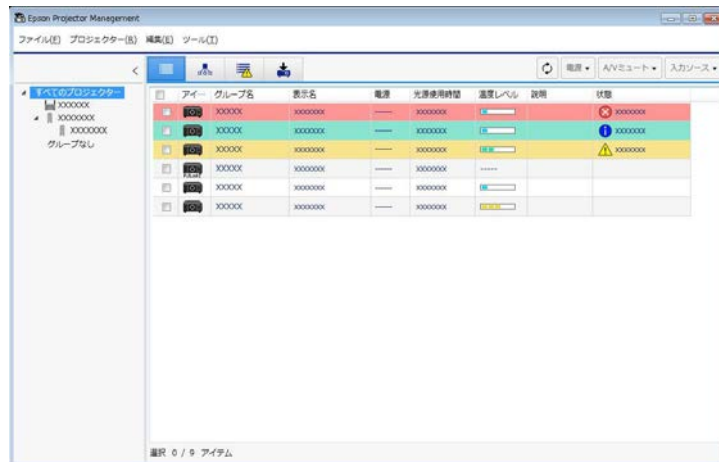 Epson Projector Management
ファイル(F) プロジェクター(R) 編集(E) ツール(T)
電源 A/Vミュート 入力ソース
すべてのプロジェクター
XXXXXX
XXXXXXX
XXXXXXX
グループなし
アイ… グループ名 表示名 電源 光源使用時間 温度レベル 説明 状態
XXXXX XXXXXXX ---- XXXXXXX XXXXXXX
XXXXX XXXXXXX ---- XXXXXXX XXXXXXX
XXXXX XXXXXXX ---- XXXXXXX XXXXXXX
XXXXX XXXXXXX ---- XXXXXXX -----
XXXXX XXXXXXX ---- XXXXXXX
XXXXX XXXXXXX ---- XXXXXXX
選択 0 / 9 アイテム